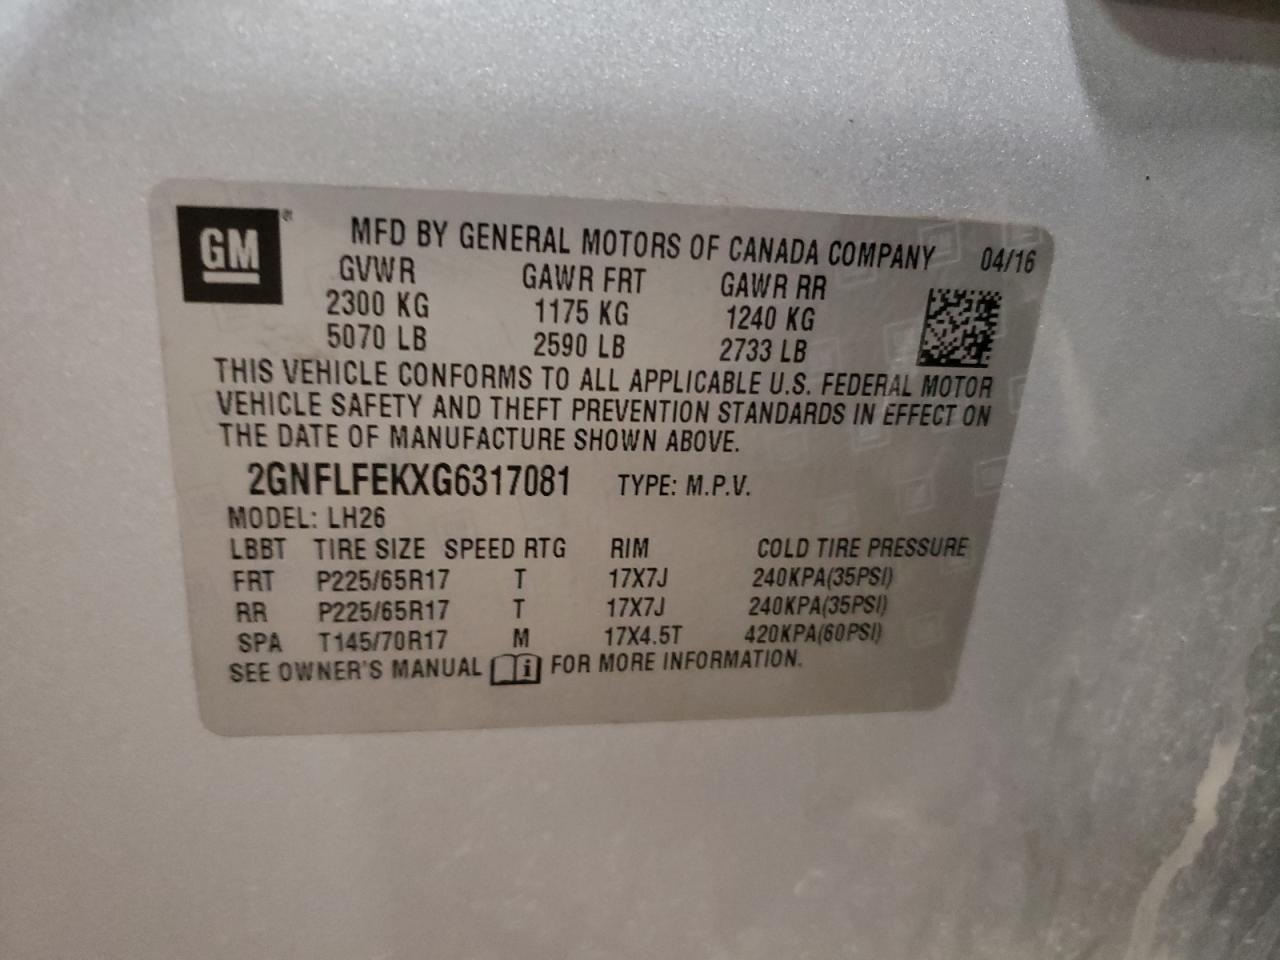 GM
MFD BY GENERAL MOTORS OF CANADA COMPANY 04/16
GVWR GAWR FRT GAWR RR
2300 KG 1175 KG 1240 KG
5070 LB 2590 LB 2733 LB
THIS VEHICLE CONFORMS TO ALL APPLICABLE U.S. FEDERAL MOTOR
VEHICLE SAFETY AND THEFT PREVENTION STANDARDS IN EFFECT ON
THE DATE OF MANUFACTURE SHOWN ABOVE.
2GNFLFEKXG6317081 TYPE: M.P.V.
MODEL: LH26
LBBT TIRE SIZE SPEED RTG RIM COLD TIRE PRESSURE
FRT P225/65R17 T 17X7J 240KPA(35PSI)
RR P225/65R17 T 17X7J 240KPA(35PSI)
SPA T145/70R17 M 17X4.5T 420KPA(60PSI)
SEE OWNER'S MANUAL i FOR MORE INFORMATION.